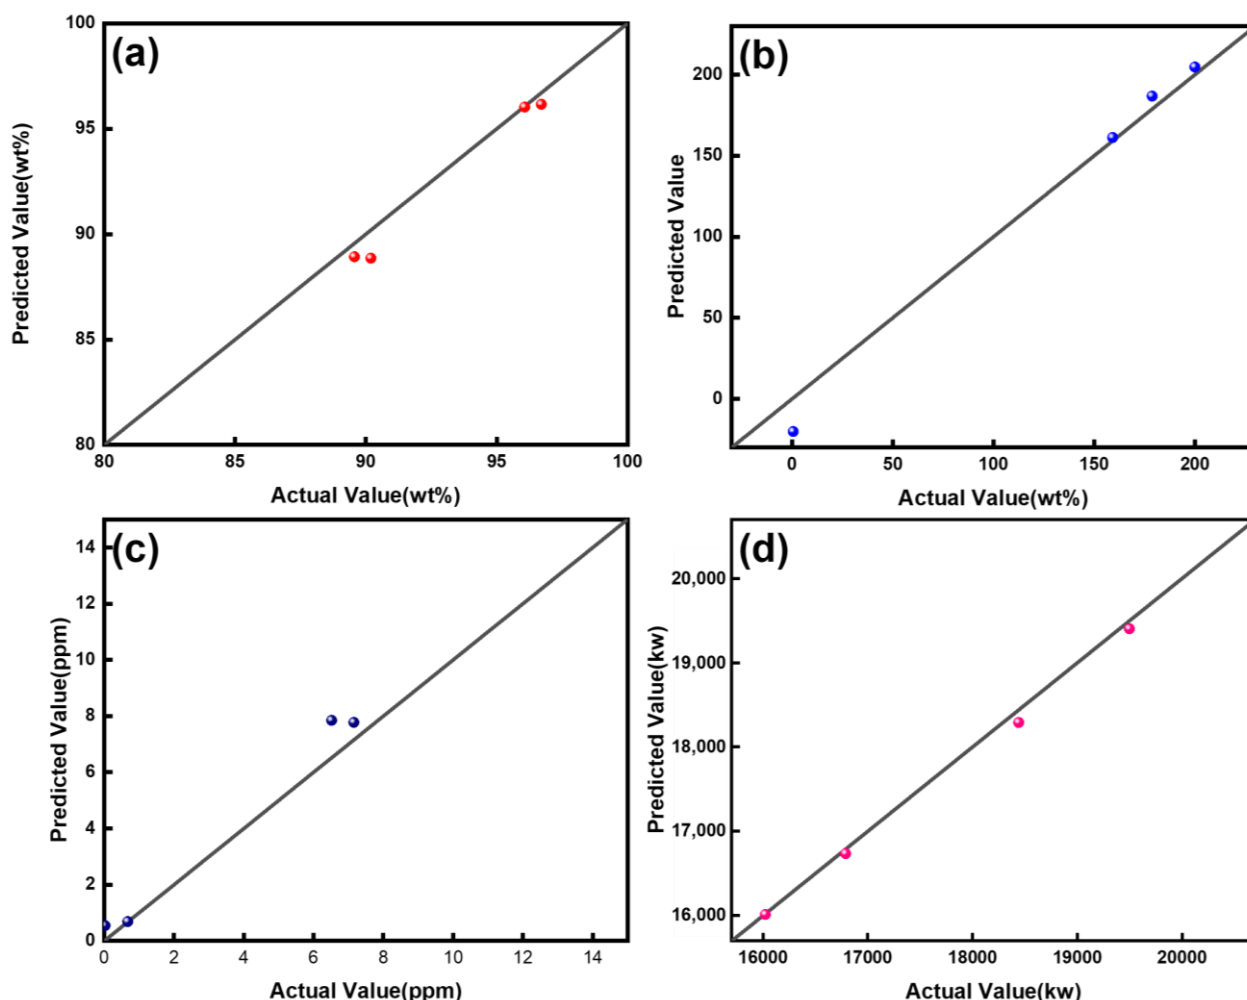 (a)
100
95
90
85
80
Predicted Value(wt%)
80 85 90 95 100
Actual Value(wt%)
(b)
200
150
100
50
0
Predicted Value
0 50 100 150 200
Actual Value(wt%)
(c)
14
12
10
8
6
4
2
0
Predicted Value(ppm)
0 2 4 6 8 10 12 14
Actual Value(ppm)
(d)
20,000
19,000
18,000
17,000
16,000
Predicted Value(kw)
16000 17000 18000 19000 20000
Actual Value(kw)